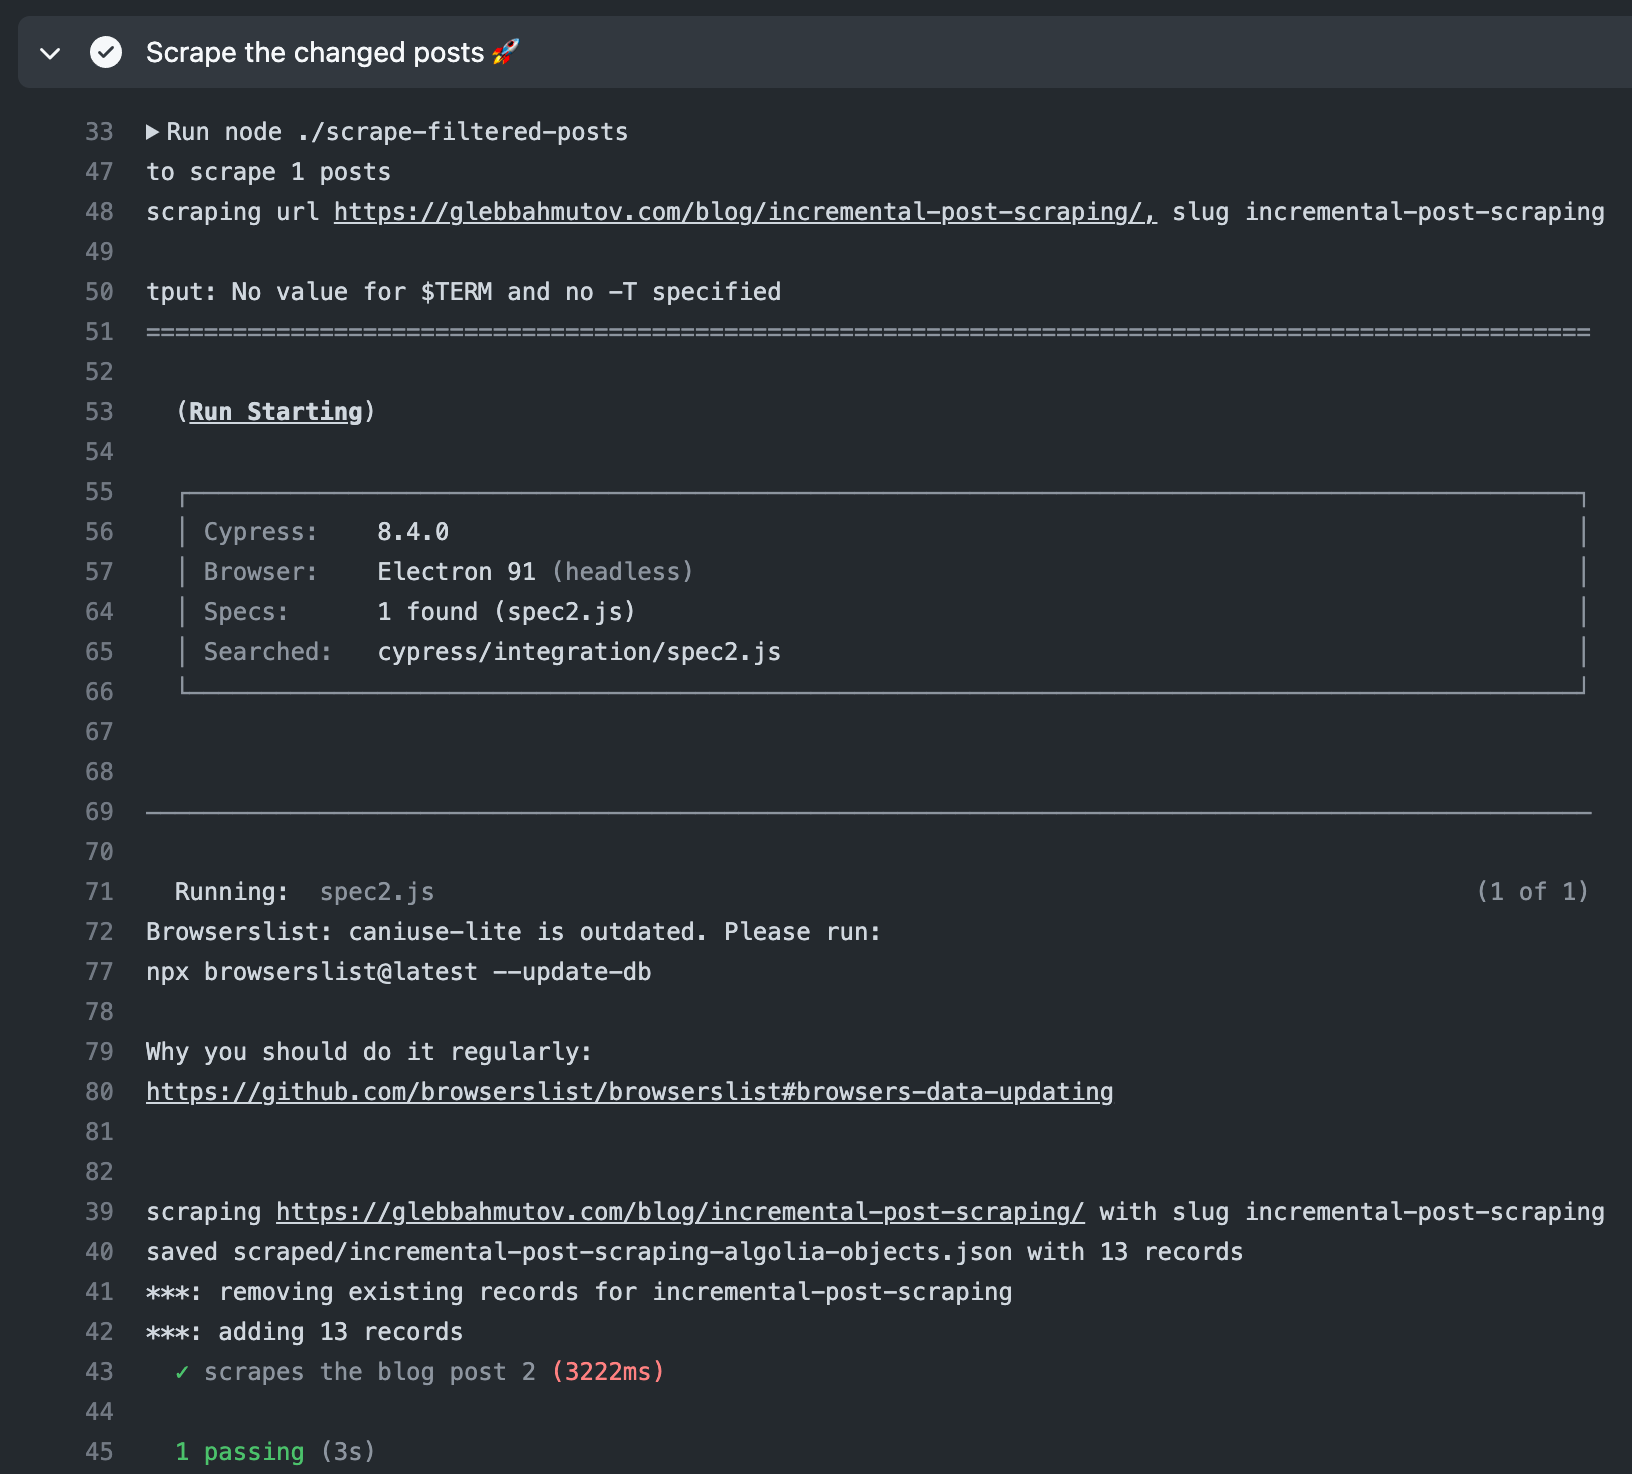 Scrape the changed posts 🚀
33 ▶ Run node ./scrape-filtered-posts
47 to scrape 1 posts
48 scraping url https://glebbahmutov.com/blog/incremental-post-scraping/, slug incremental-post-scraping
49
50 tput: No value for $TERM and no -T specified
51 ====================================================================================================
52
53 (Run Starting)
54
55
56 Cypress: 8.4.0
57 Browser: Electron 91 (headless)
64 Specs: 1 found (spec2.js)
65 Searched: cypress/integration/spec2.js
66
67
68
69
70
71 Running: spec2.js (1 of 1)
72 Browserslist: caniuse-lite is outdated. Please run:
77 npx browserslist@latest --update-db
78
79 Why you should do it regularly:
80 https://github.com/browserslist/browserslist#browsers-data-updating
81
82
39 scraping https://glebbahmutov.com/blog/incremental-post-scraping/ with slug incremental-post-scraping
40 saved scraped/incremental-post-scraping-algolia-objects.json with 13 records
41 ***: removing existing records for incremental-post-scraping
42 ***: adding 13 records
43 ✓ scrapes the blog post 2 (3222ms)
44
45 1 passing (3s)